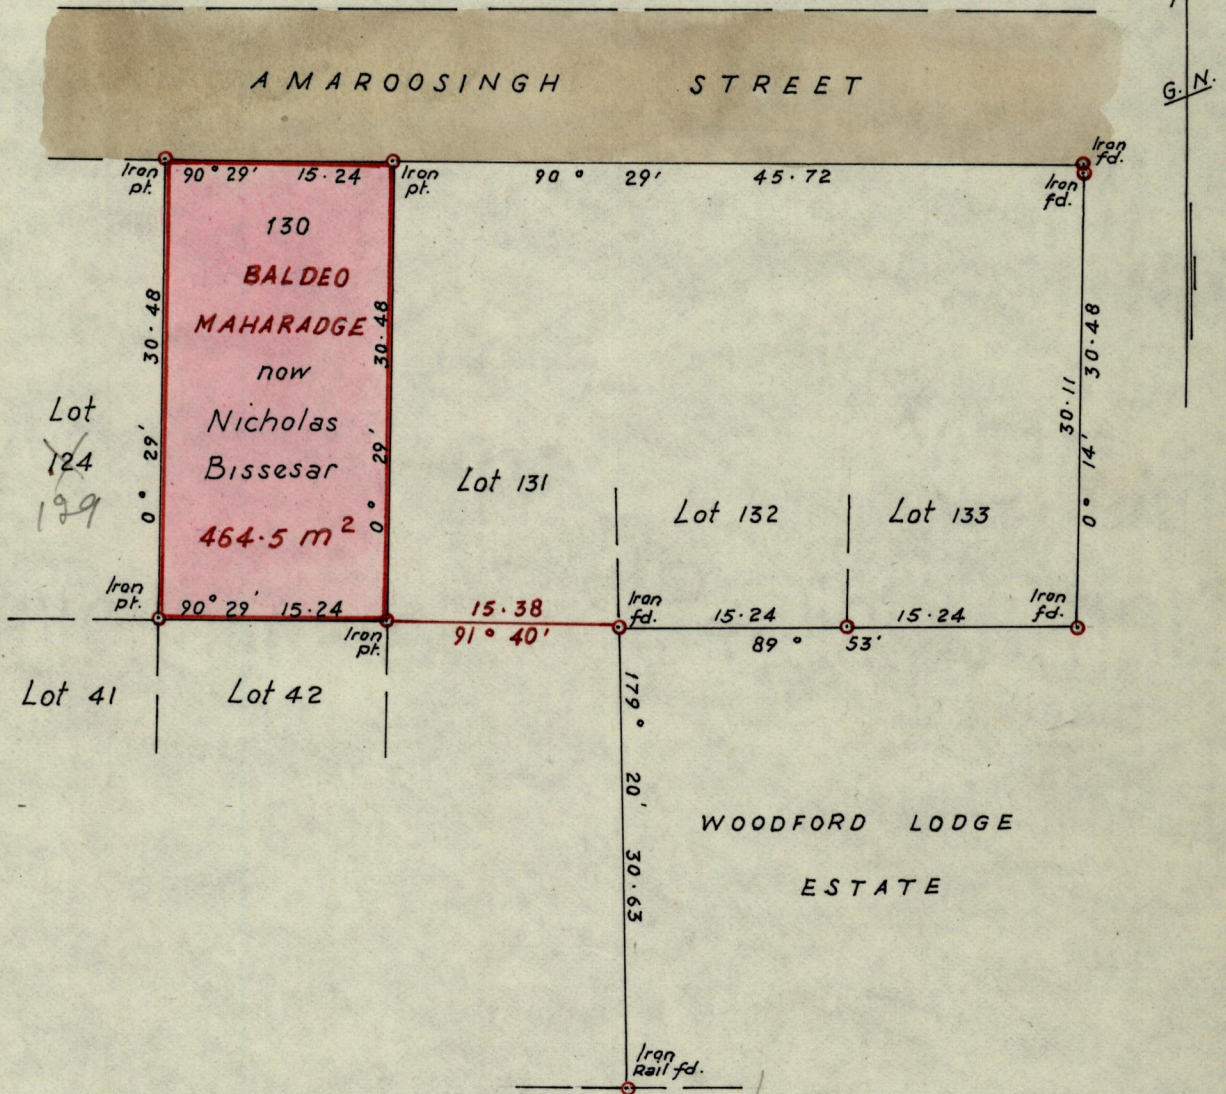 AMAROOSINGH STREET
G. N.
Iron pt.
90° 29' 15.24
Iron pt.
90° 29' 45.72
Iron fd.
Iron fd.
130
BALDEO
MAHARADGE
now
Nicholas
Bissesar
464.5 m²
0° 29' 30.48
0° 29' 30.48
Lot
124
129
Lot 131
Lot 132
Lot 133
30.11
0° 14' 30.48
Iron pt.
90° 29' 15.24
Iron pt.
15.38
91° 40'
Iron fd.
15.24
15.24
89° 53'
Iron fd.
Lot 41
Lot 42
179° 20' 30.63
WOODFORD LODGE
ESTATE
Iron
Rail fd.